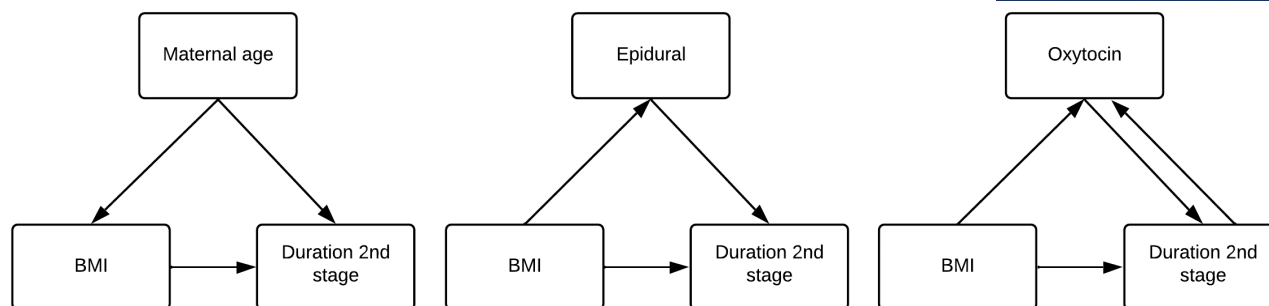 Maternal age
Epidural
Oxytocin
BMI
Duration 2nd
stage
BMI
Duration 2nd
stage
BMI
Duration 2nd
stage